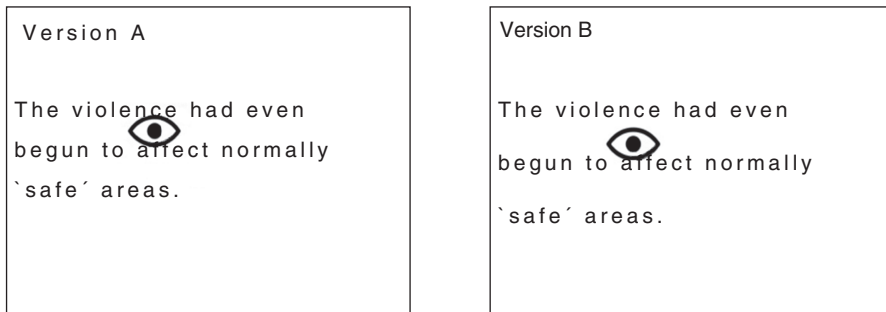 Version A
The violence had even
begun to affect normally
`safe´ areas.
Version B
The violence had even
begun to affect normally
`safe´ areas.